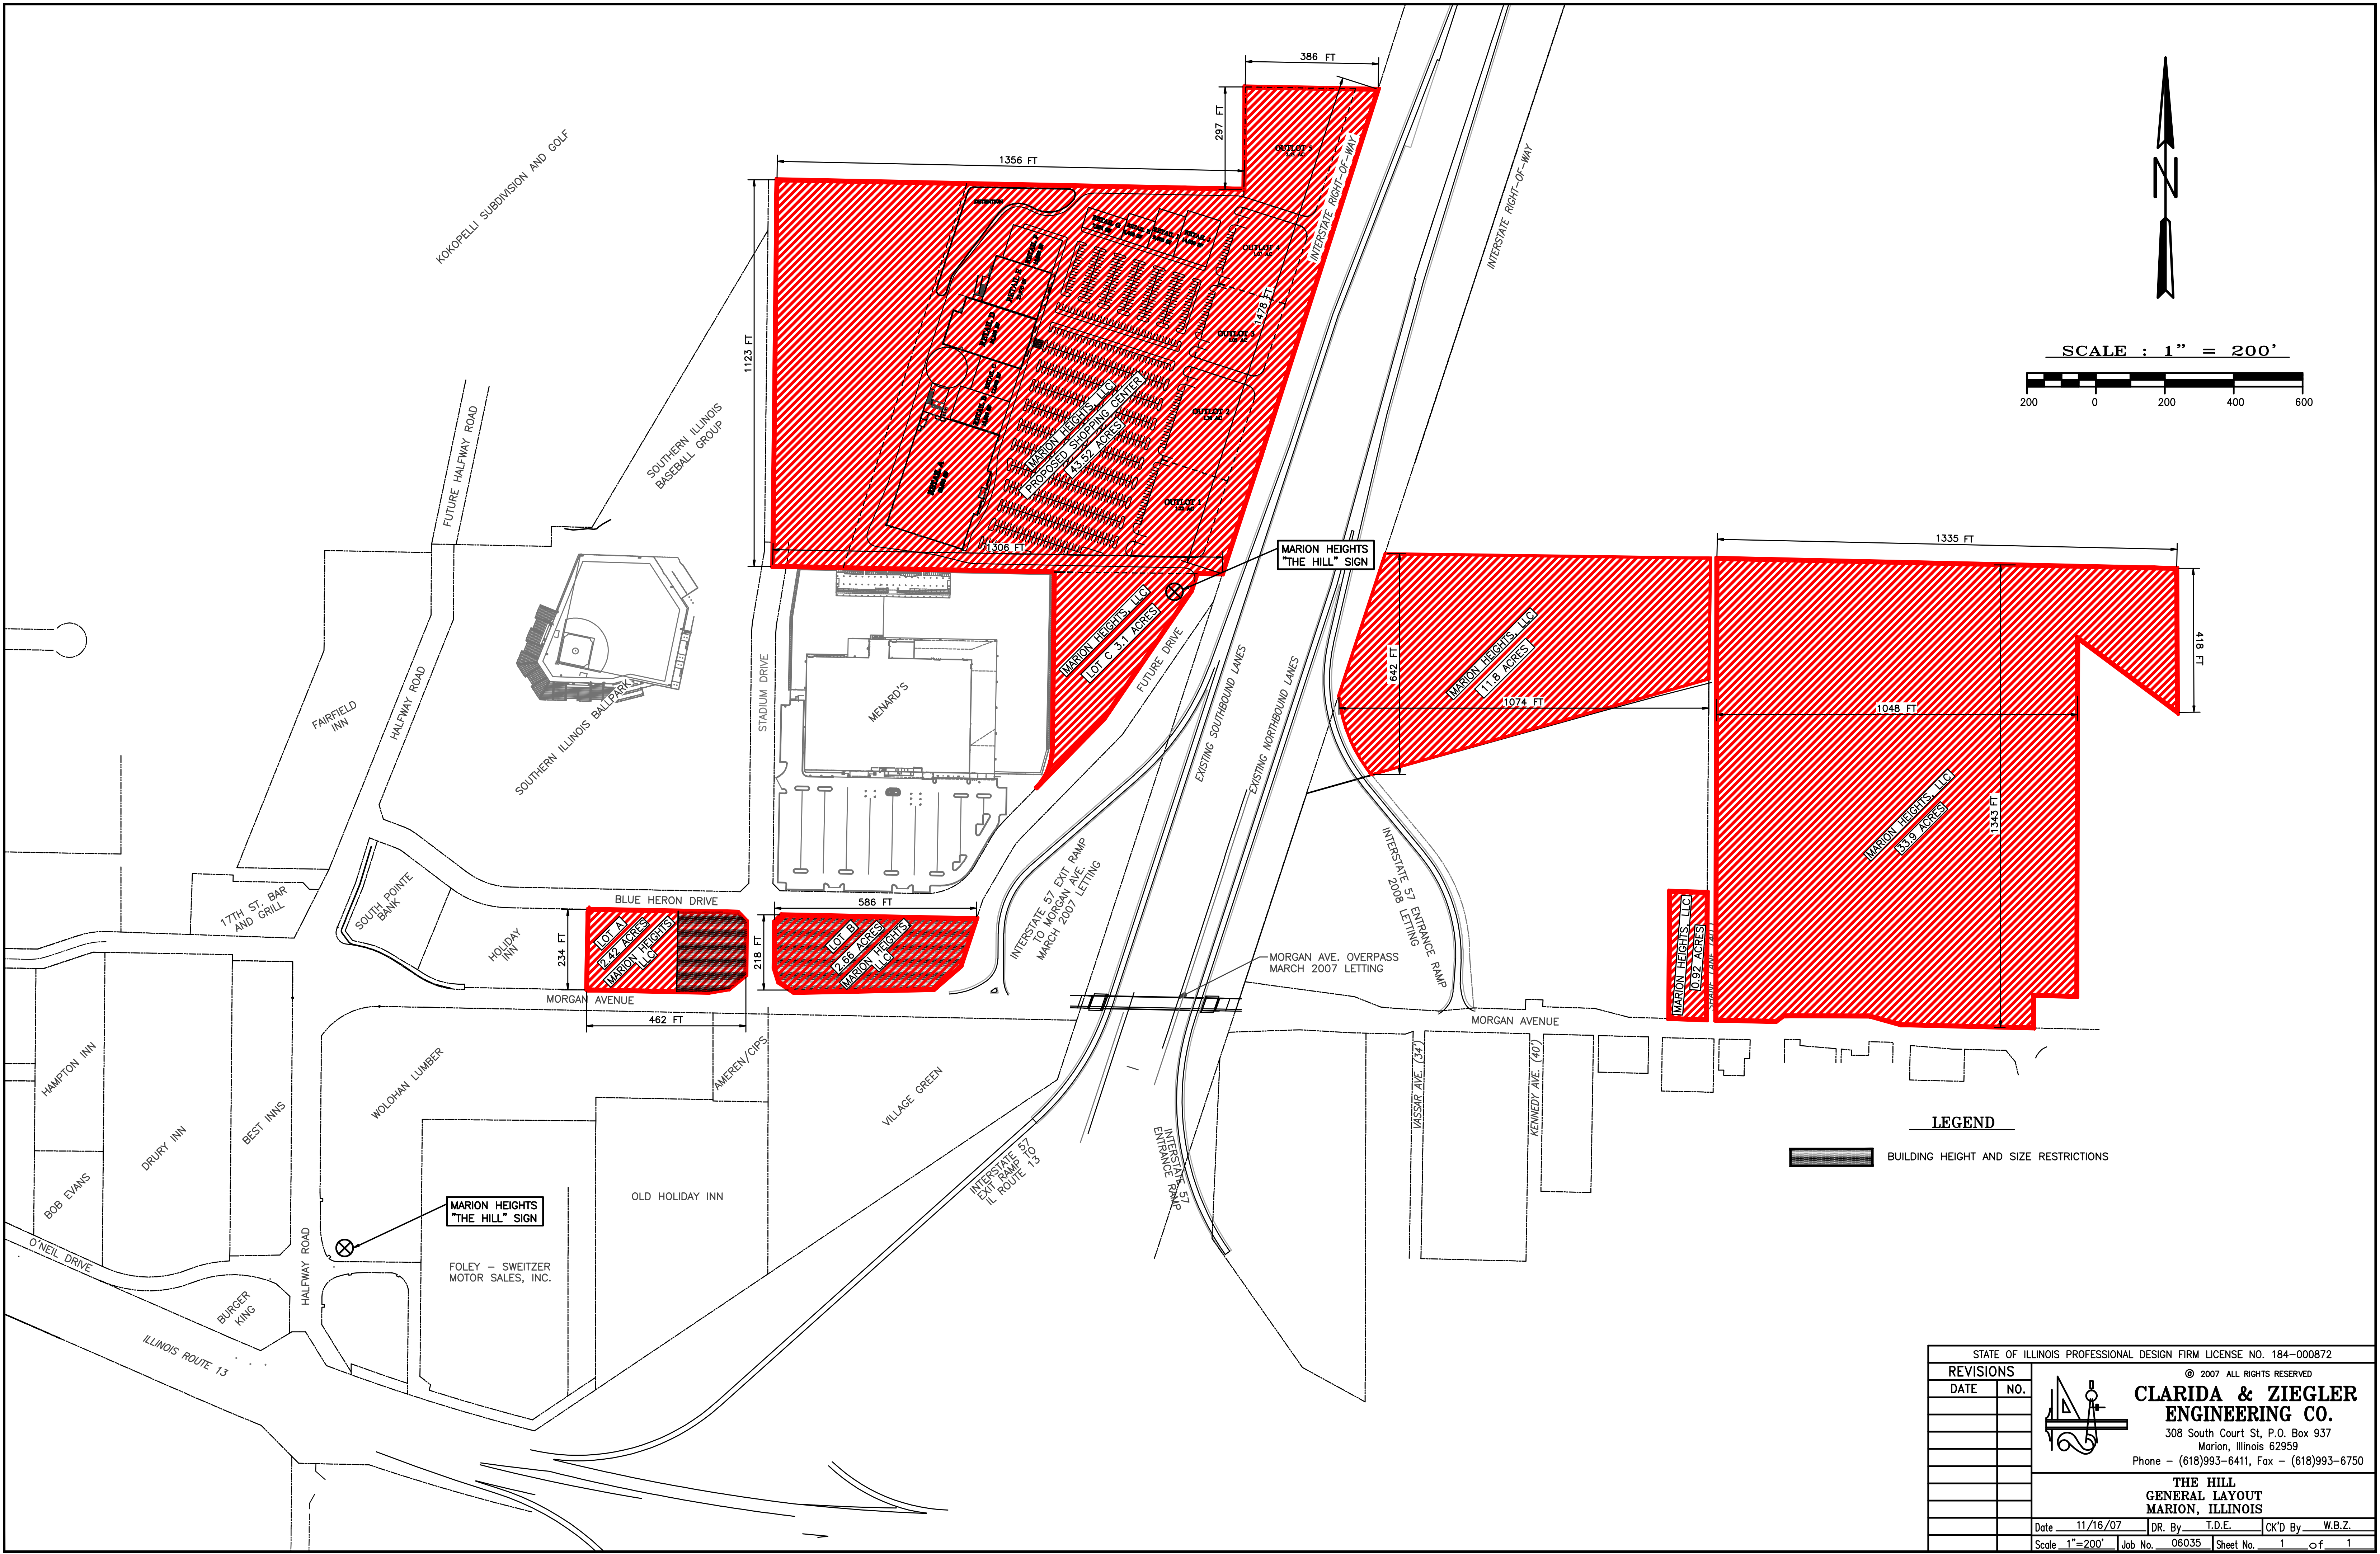 386 FT
297 FT
1356 FT
INTERSTATE RIGHT-OF-WAY
INTERSTATE RIGHT-OF-WAY
1478 FT
KOKOPELLI SUBDIVISION AND GOLF
N
SCALE : 1" = 200'
200 0 200 400 600
1123 FT
OUTLOT 5
OUTLOT 4
OUTLOT 3
OUTLOT 2
OUTLOT 1
RETAIL A
MARION HEIGHTS, LLC
PROPOSED SHOPPING CENTER
43.52 ACRES
1306 FT
FUTURE HALFWAY ROAD
SOUTHERN ILLINOIS
BASEBALL GROUP
MARION HEIGHTS
"THE HILL" SIGN
1335 FT
418 FT
MARION HEIGHTS, LLC
LOT C 3.1 ACRES
FUTURE DRIVE
642 FT
MARION HEIGHTS, LLC
11.8 ACRES
1074 FT
1048 FT
1343 FT
MARION HEIGHTS, LLC
33.9 ACRES
FAIRFIELD
INN
HALFWAY ROAD
SOUTHERN ILLINOIS BALLPARK
STADIUM DRIVE
MENARD'S
EXISTING SOUTHBOUND LANES
EXISTING NORTHBOUND LANES
INTERSTATE 57 EXIT RAMP
TO MORGAN AVE.
MARCH 2007 LETTING
INTERSTATE 57 ENTRANCE RAMP
2008 LETTING
17TH ST. BAR
AND GRILL
SOUTH POINTE
BANK
HOLIDAY
INN
BLUE HERON DRIVE
586 FT
234 FT
LOT A
2.42 ACRES
MARION HEIGHTS
LLC
218 FT
LOT B
2.66 ACRES
MARION HEIGHTS,
LLC
MARION HEIGHTS, LLC
0.92 ACRES
MORGAN AVE. OVERPASS
MARCH 2007 LETTING
MORGAN AVENUE
462 FT
MORGAN AVENUE
HAMPTON INN
BOB EVANS
DRURY INN
BEST INNS
WOLOHAN LUMBER
AMEREN/CIPS
VILLAGE GREEN
VASSAR AVE. (34')
KENNEDY AVE. (40')
LEGEND
BUILDING HEIGHT AND SIZE RESTRICTIONS
INTERSTATE 57
EXIT RAMP TO
IL ROUTE 13
INTERSTATE 57
ENTRANCE RAMP
MARION HEIGHTS
"THE HILL" SIGN
OLD HOLIDAY INN
O'NEIL DRIVE
HALFWAY ROAD
FOLEY - SWEITZER
MOTOR SALES, INC.
BURGER
KING
ILLINOIS ROUTE 13
STATE OF ILLINOIS PROFESSIONAL DESIGN FIRM LICENSE NO. 184-000872
REVISIONS
DATE NO.
© 2007 ALL RIGHTS RESERVED
CLARIDA & ZIEGLER
ENGINEERING CO.
308 South Court St, P.O. Box 937
Marion, Illinois 62959
Phone - (618)993-6411, Fax - (618)993-6750
THE HILL
GENERAL LAYOUT
MARION, ILLINOIS
Date 11/16/07 DR. By T.D.E. CK'D By W.B.Z.
Scale 1"=200' Job No. 06035 Sheet No. 1 of 1